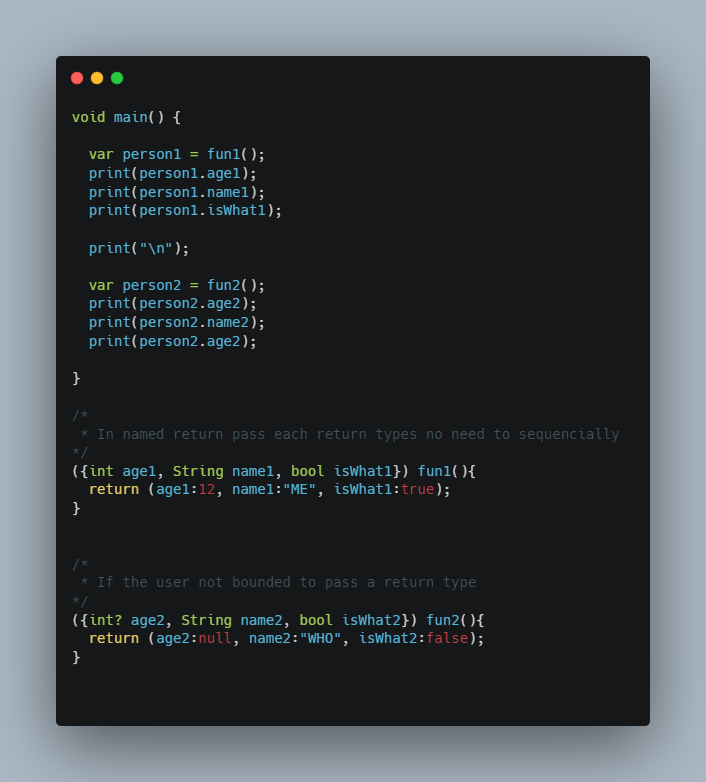 void main() {
  var person1 = fun1();
  print(person1.age1);
  print(person1.name1);
  print(person1.isWhat1);
  print("\n");
  var person2 = fun2();
  print(person2.age2);
  print(person2.name2);
  print(person2.age2);
}
/*
 * In named return pass each return types no need to sequencially
*/
({int age1, String name1, bool isWhat1}) fun1(){
  return (age1:12, name1:"ME", isWhat1:true);
}
/*
 * If the user not bounded to pass a return type
*/
({int? age2, String name2, bool isWhat2}) fun2(){
  return (age2:null, name2:"WHO", isWhat2:false);
}